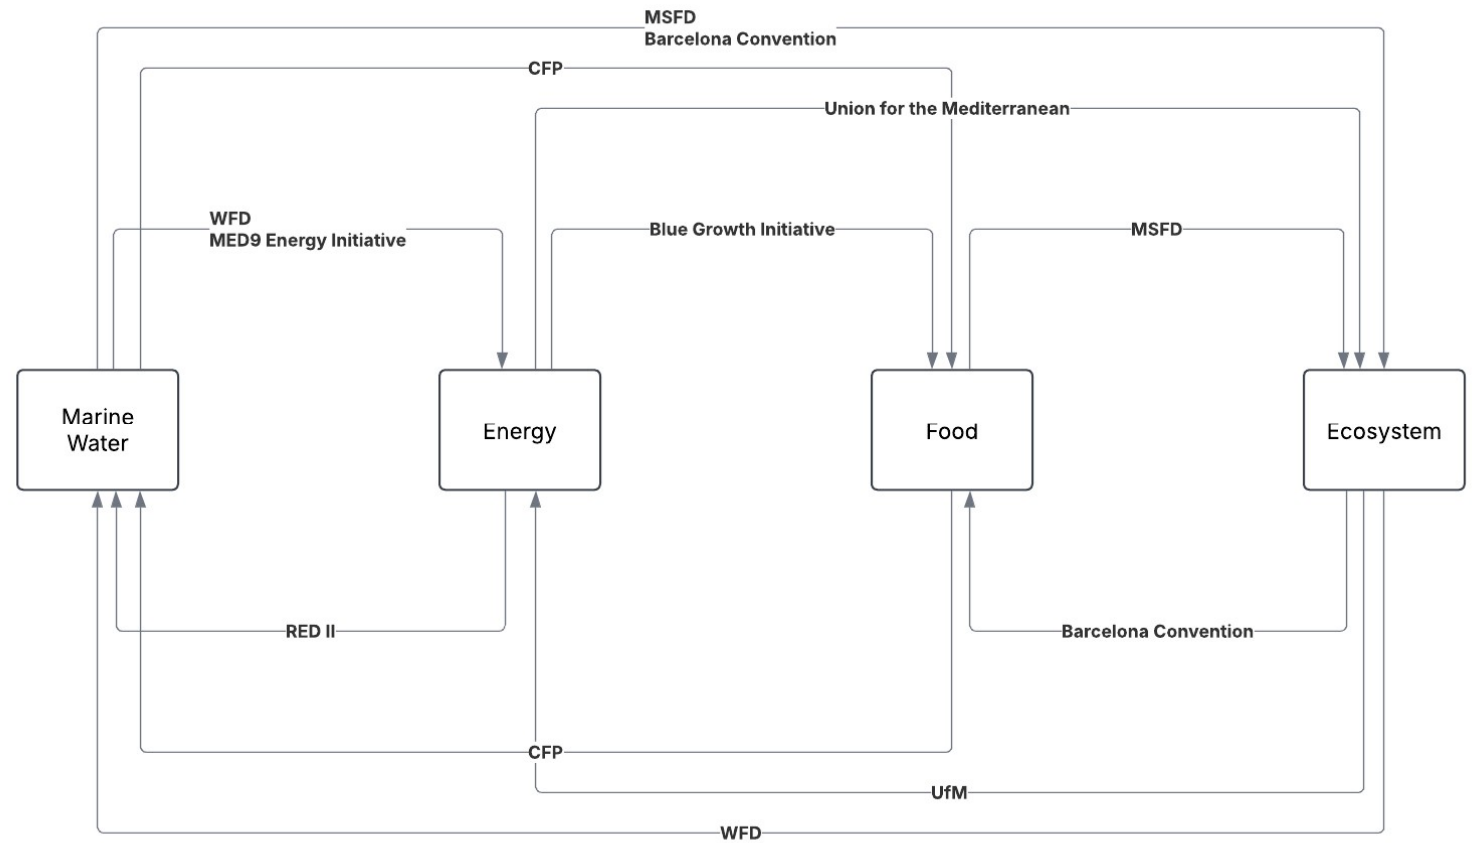 MSFD
Barcelona Convention
CFP
Union for the Mediterranean
WFD
MED9 Energy Initiative
Blue Growth Initiative
MSFD
Marine
Water
Energy
Food
Ecosystem
RED II
Barcelona Convention
CFP
UfM
WFD